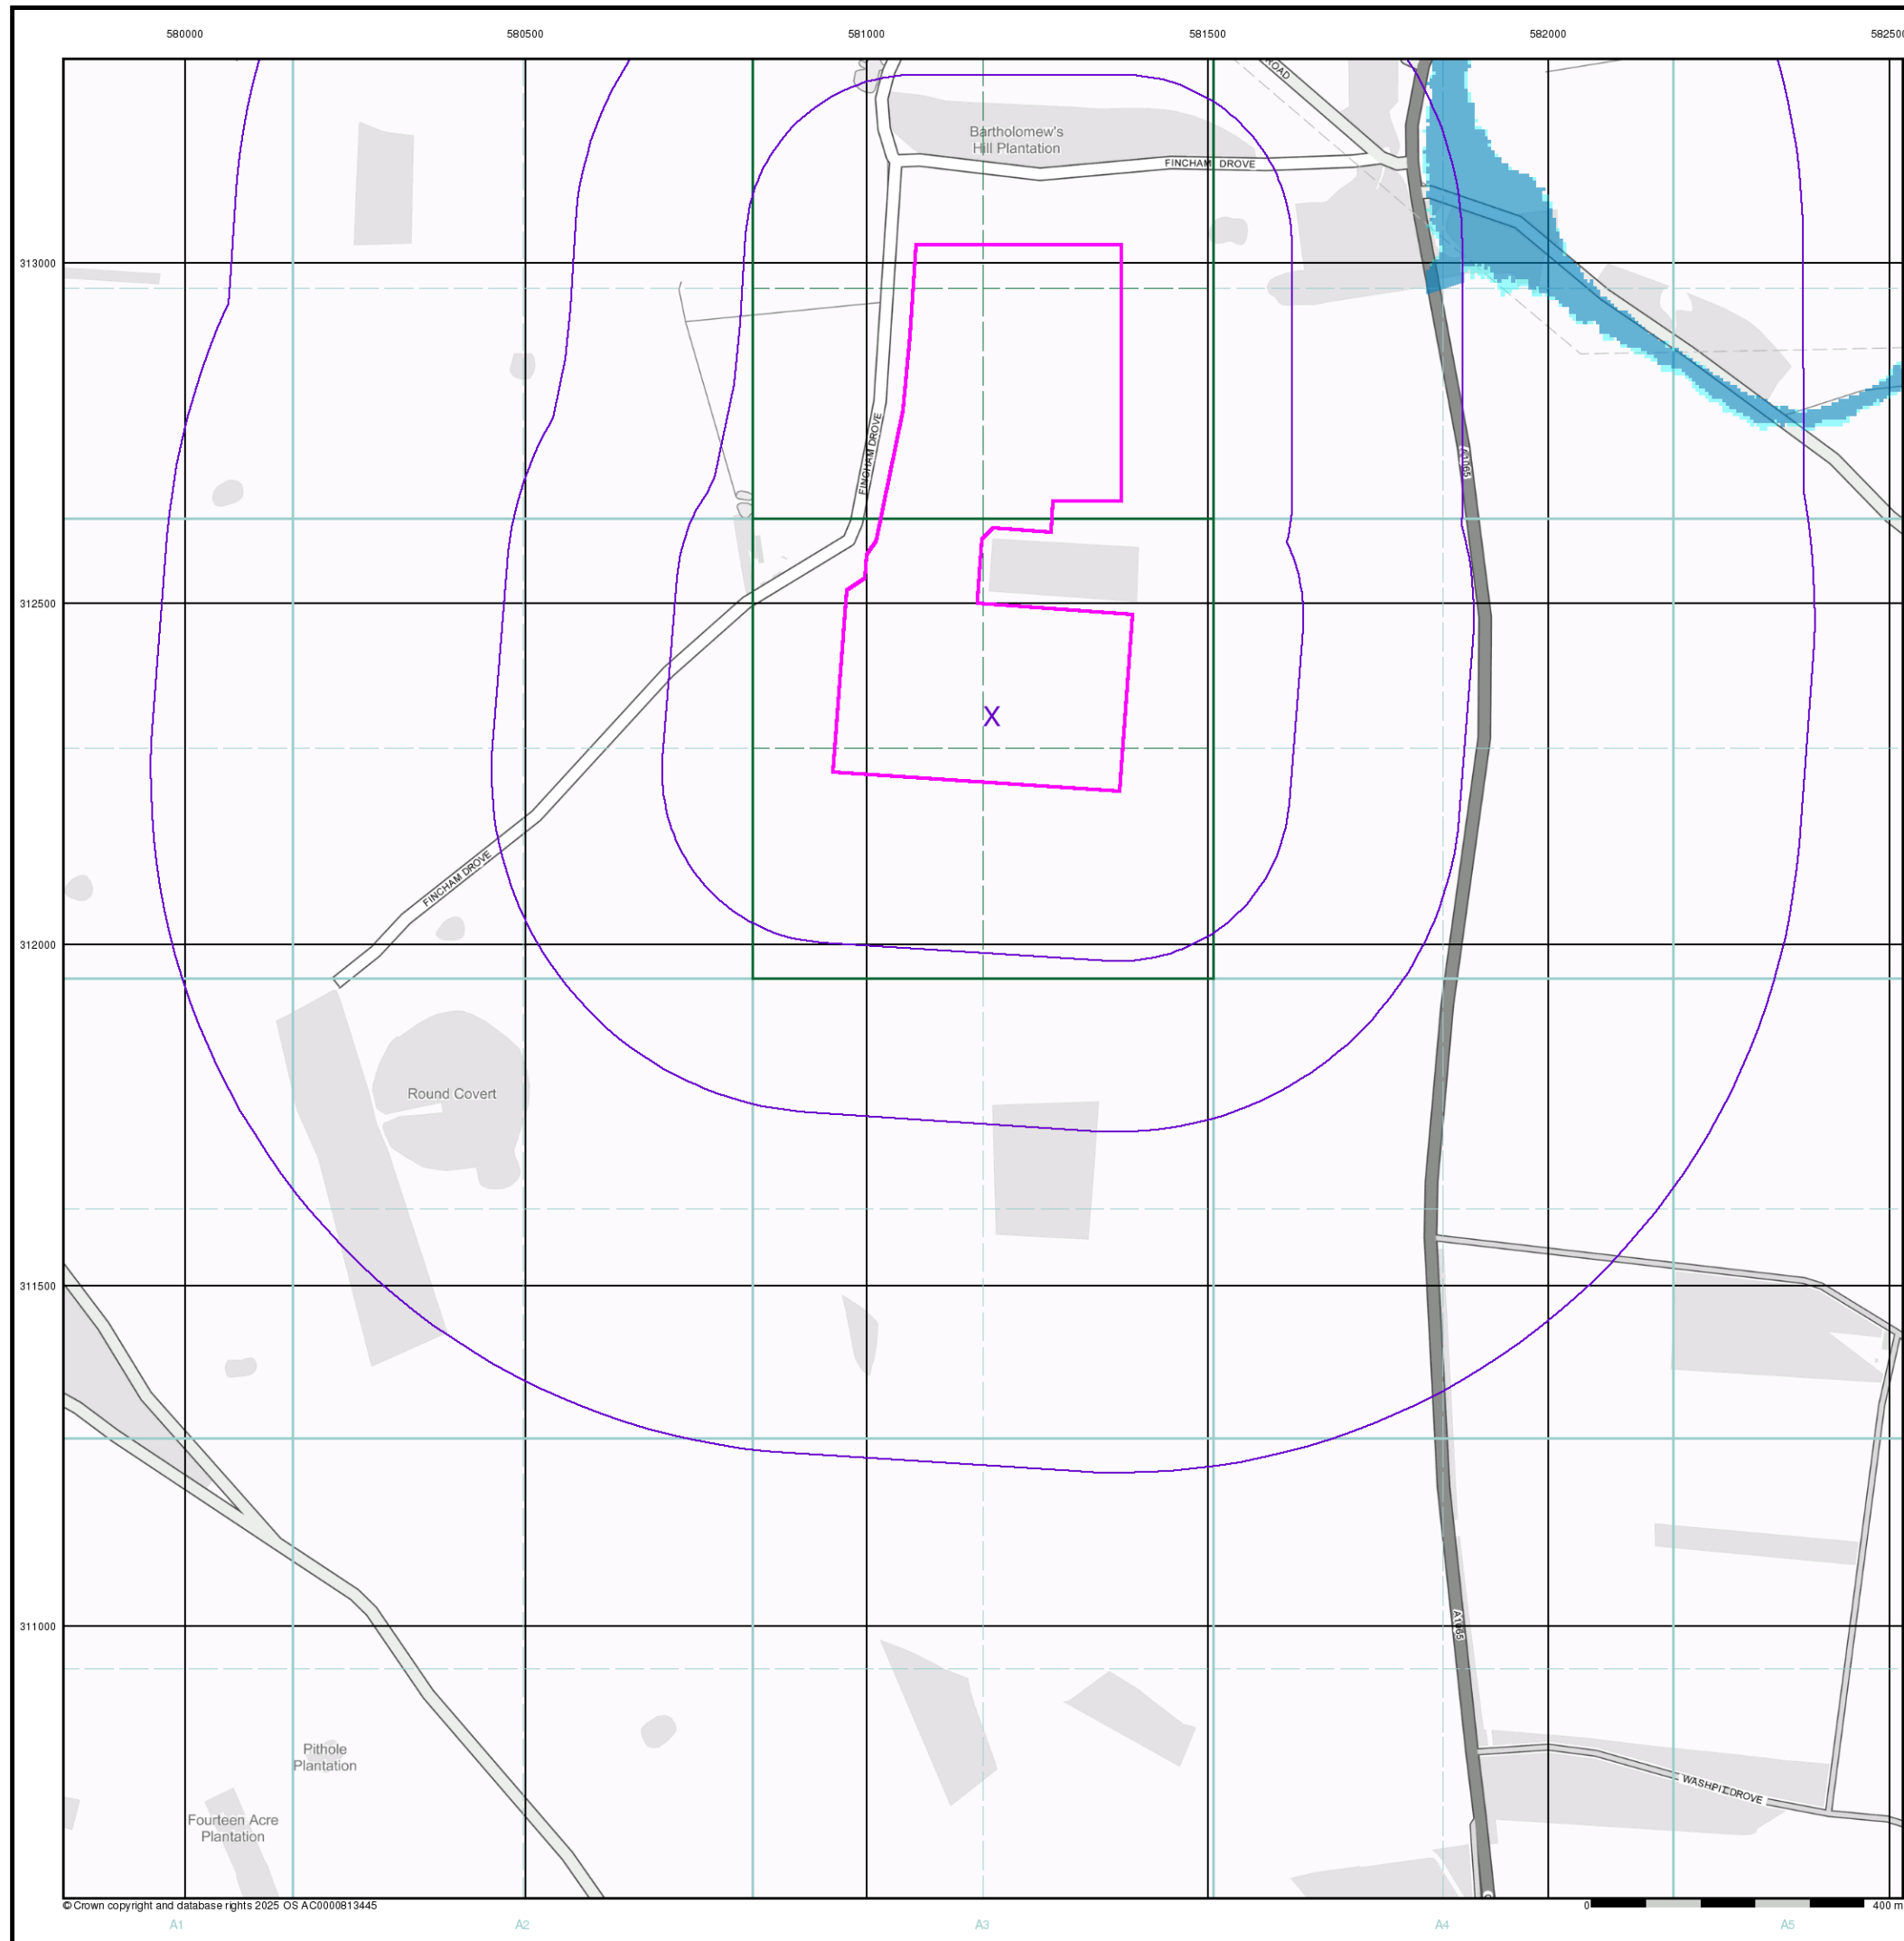 580000 580500 581000 581500 582000 58250
ROAD
Bartholomew's
Hill Plantation
FINCHAM DROVE
313000
FINCHAM DROVE
A1065
312500
X
FINCHAM DROVE
312000
Round Covert
311500
A1065
311000
Pithole
Plantation
WASHPIT DROVE
Fourteen Acre
Plantation
© Crown copyright and database rights 2025 OS AC0000813445
0 400 m
A1 A2 A3 A4 A5